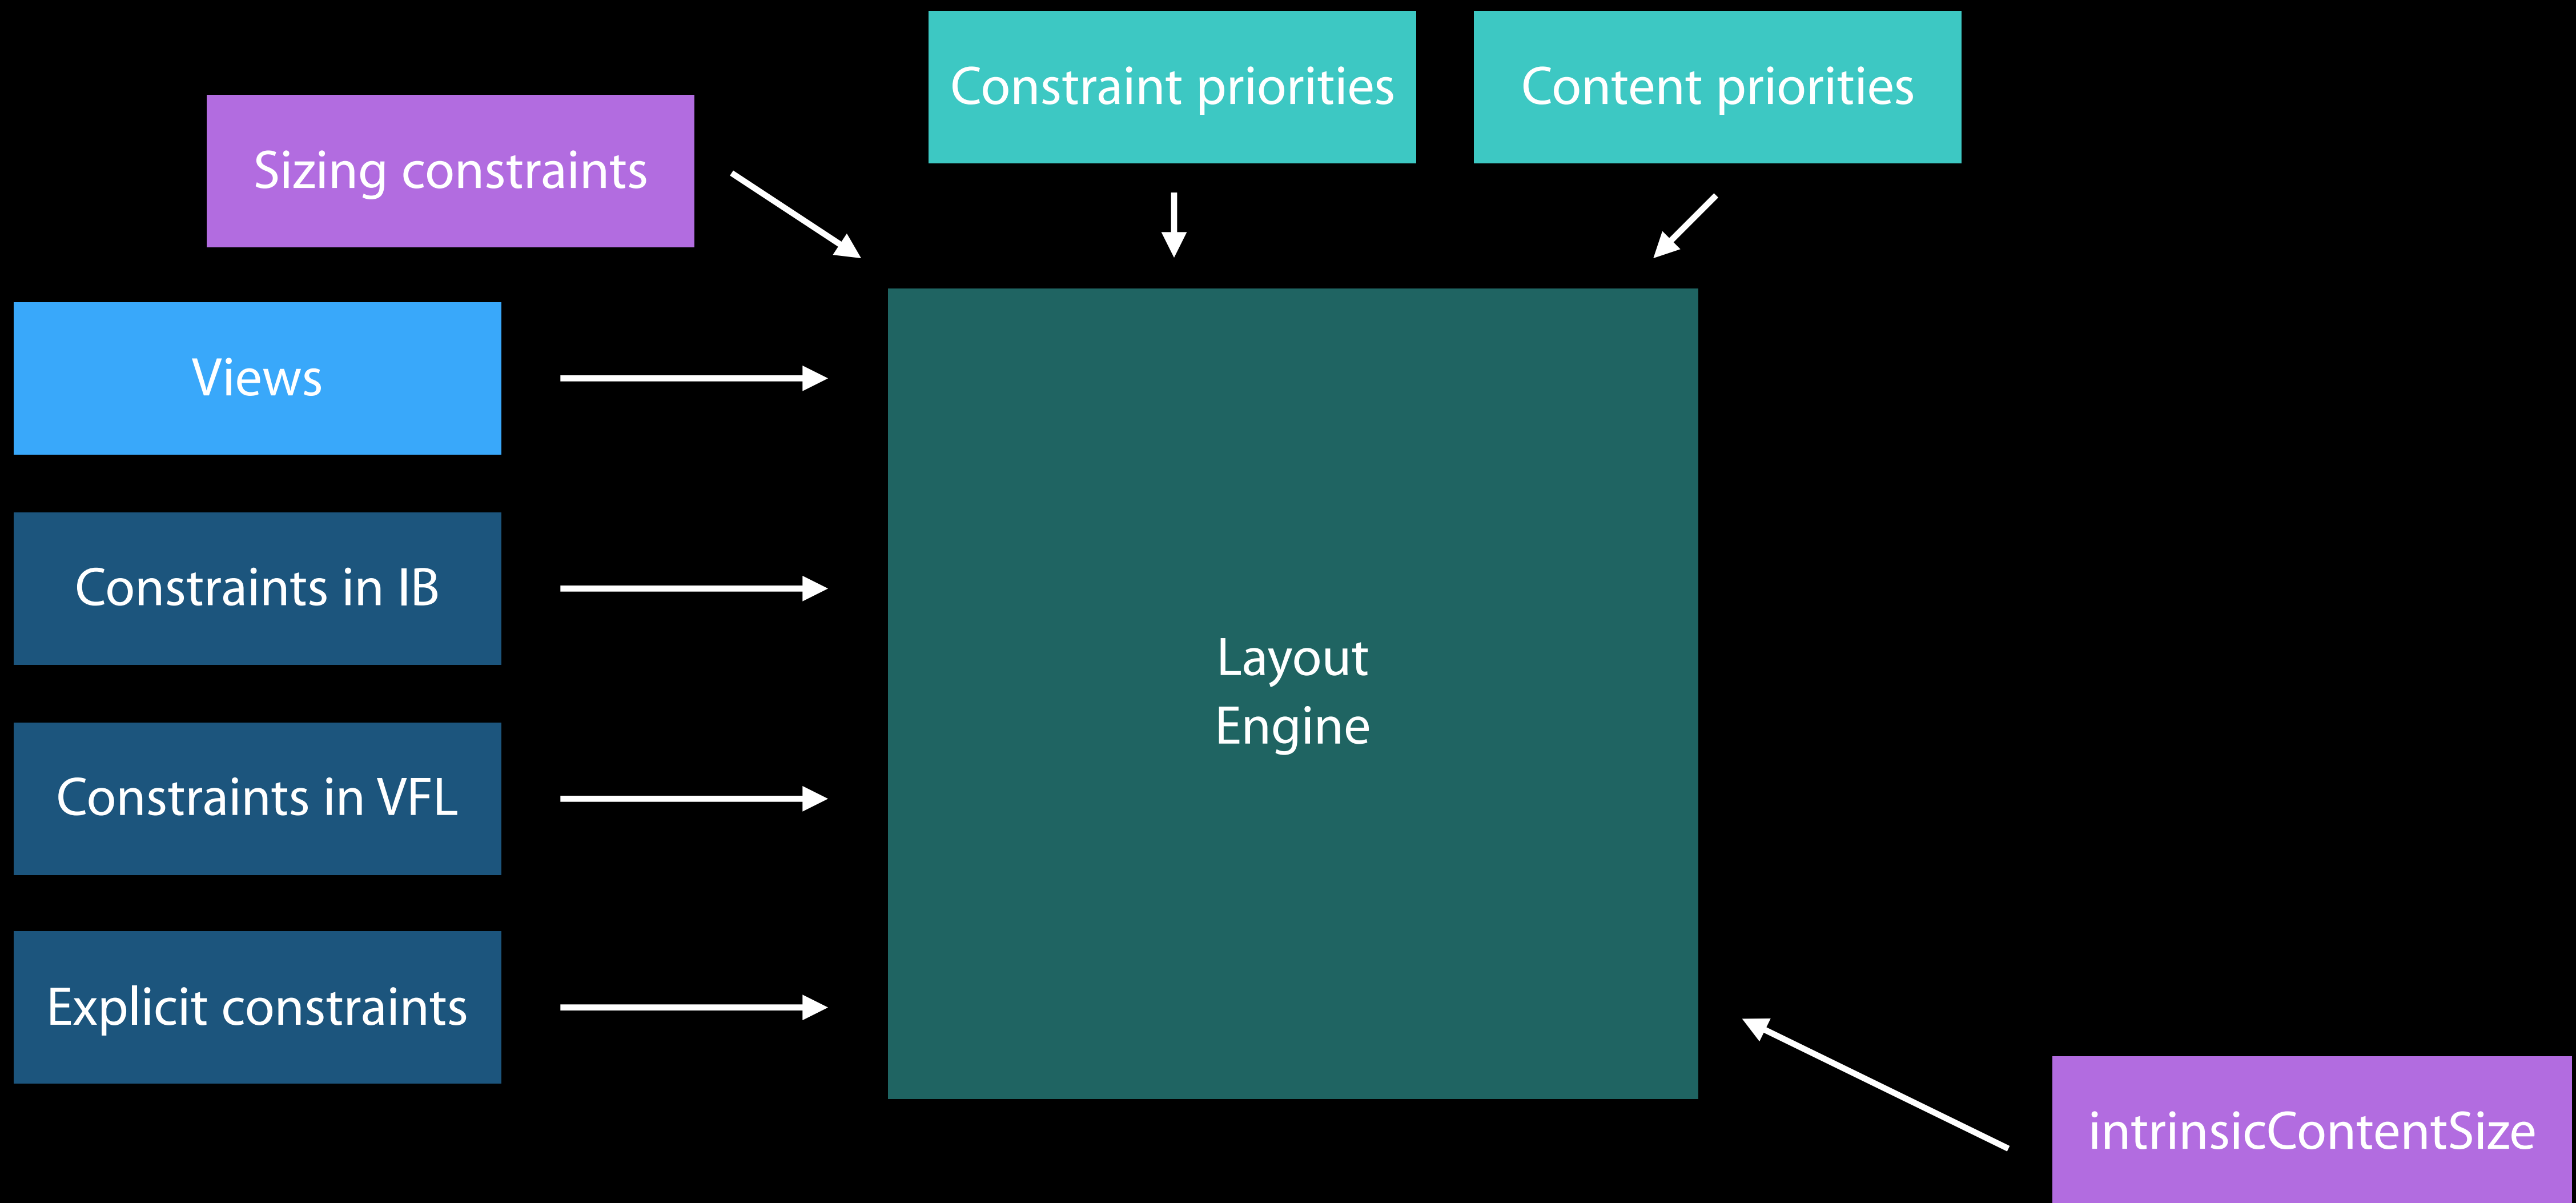 Constraint priorities
Content priorities
Sizing constraints
Views
Constraints in IB
Constraints in VFL
Explicit constraints
Layout
Engine
intrinsicContentSize